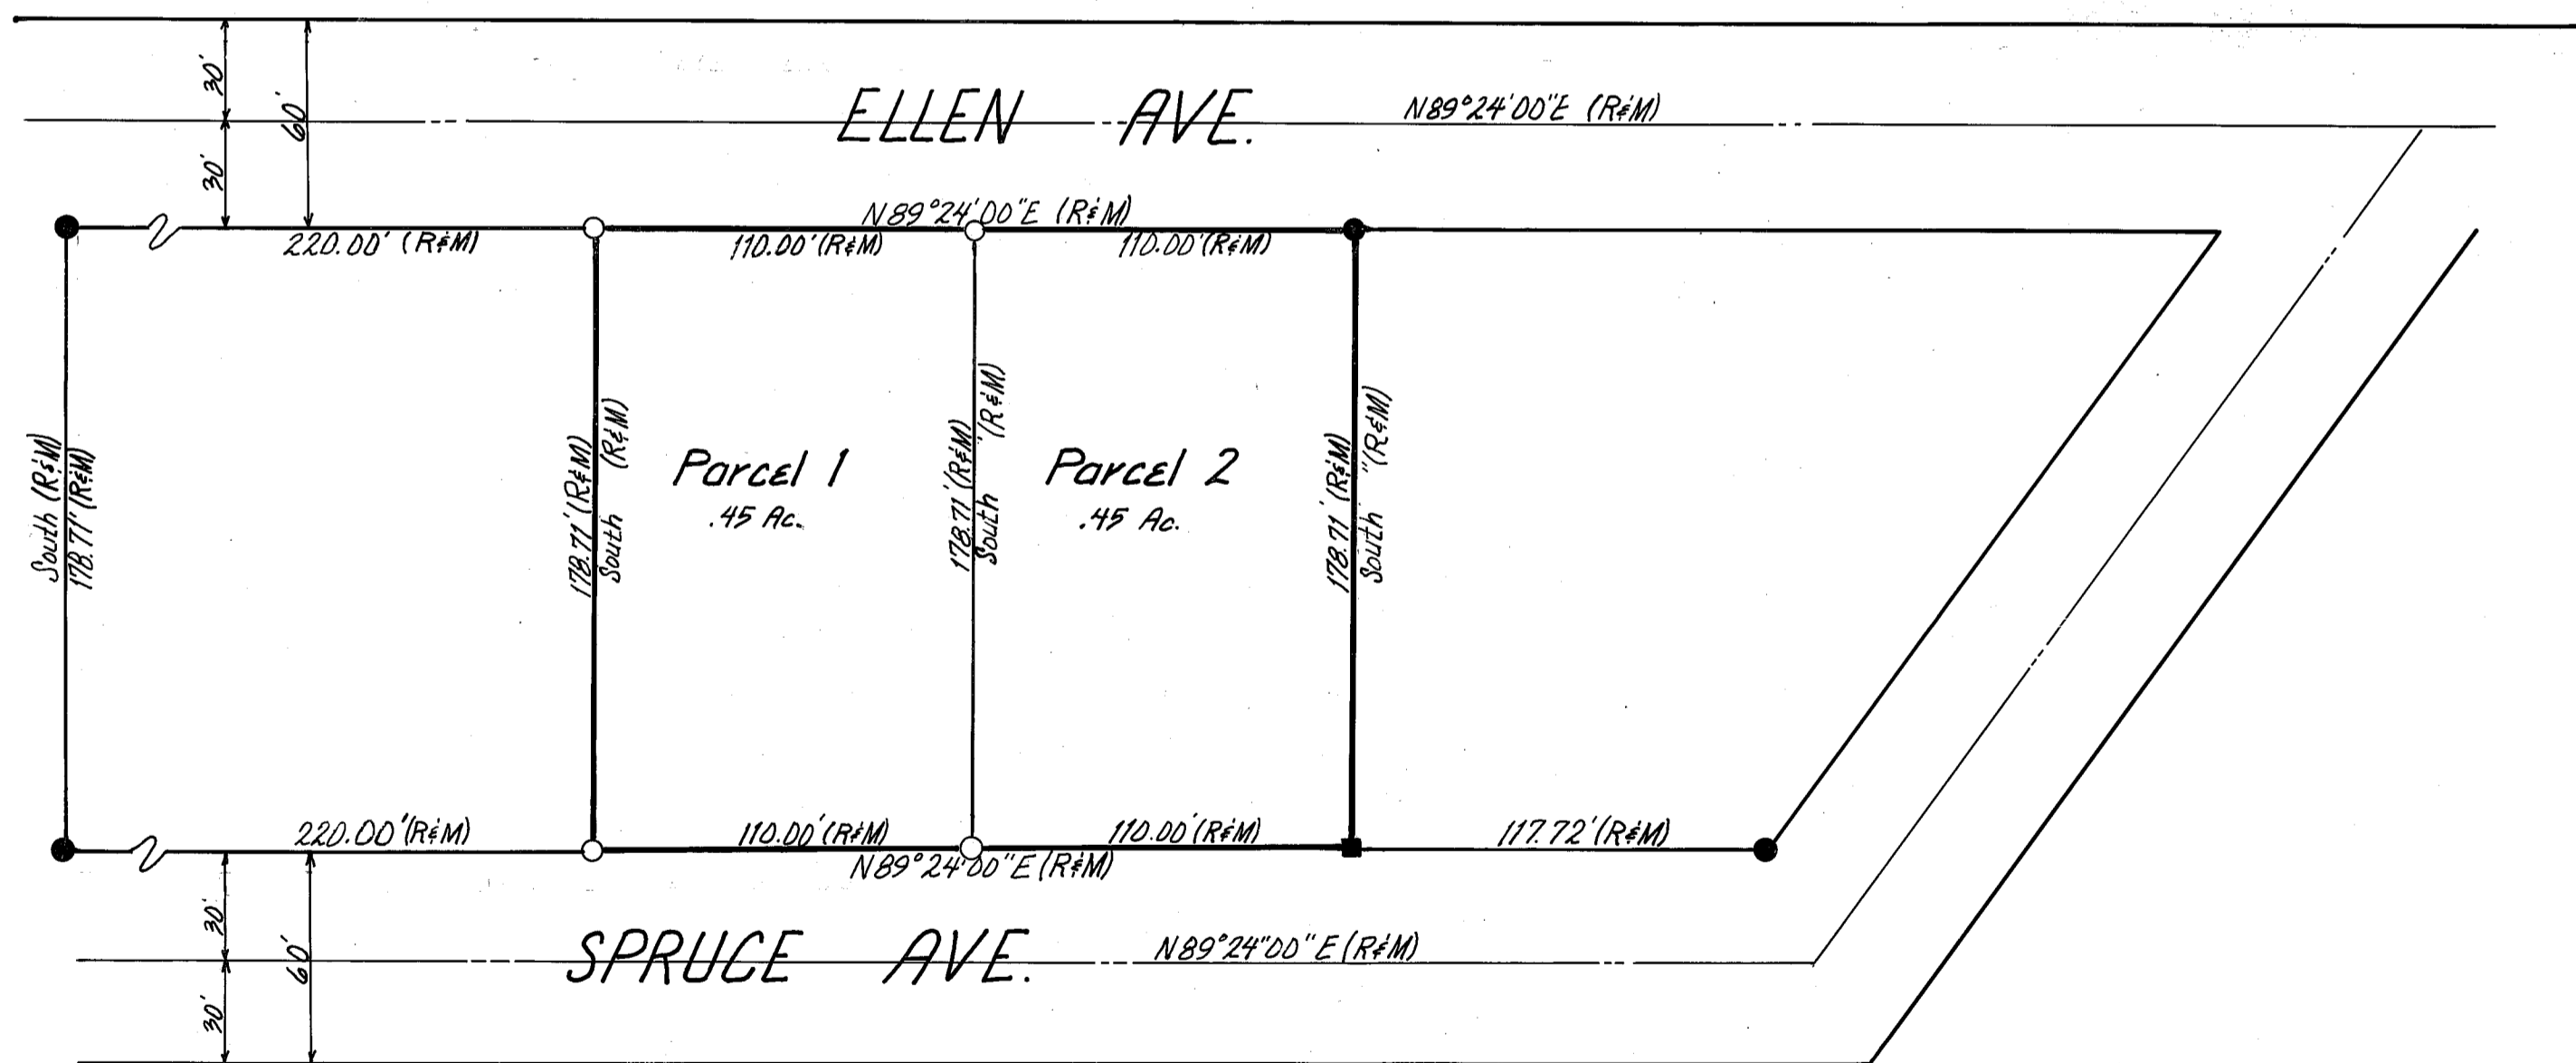 30'
60'
30'
ELLEN AVE.
N89°24'00"E (R&M)
N89°24'00"E (R&M)
220.00' (R&M)
110.00' (R&M)
110.00' (R&M)
South (R&M)
178.71' (R&M)
178.71' (R&M)
South (R&M)
Parcel 1
.45 Ac.
178.71' (R&M)
South " (R&M)
Parcel 2
.45 Ac.
178.71' (R&M)
South " (R&M)
220.00' (R&M)
110.00' (R&M)
110.00' (R&M)
117.72' (R&M)
N89°24'00"E (R&M)
30'
60'
30'
SPRUCE AVE.
N89°24"00"E (R&M)